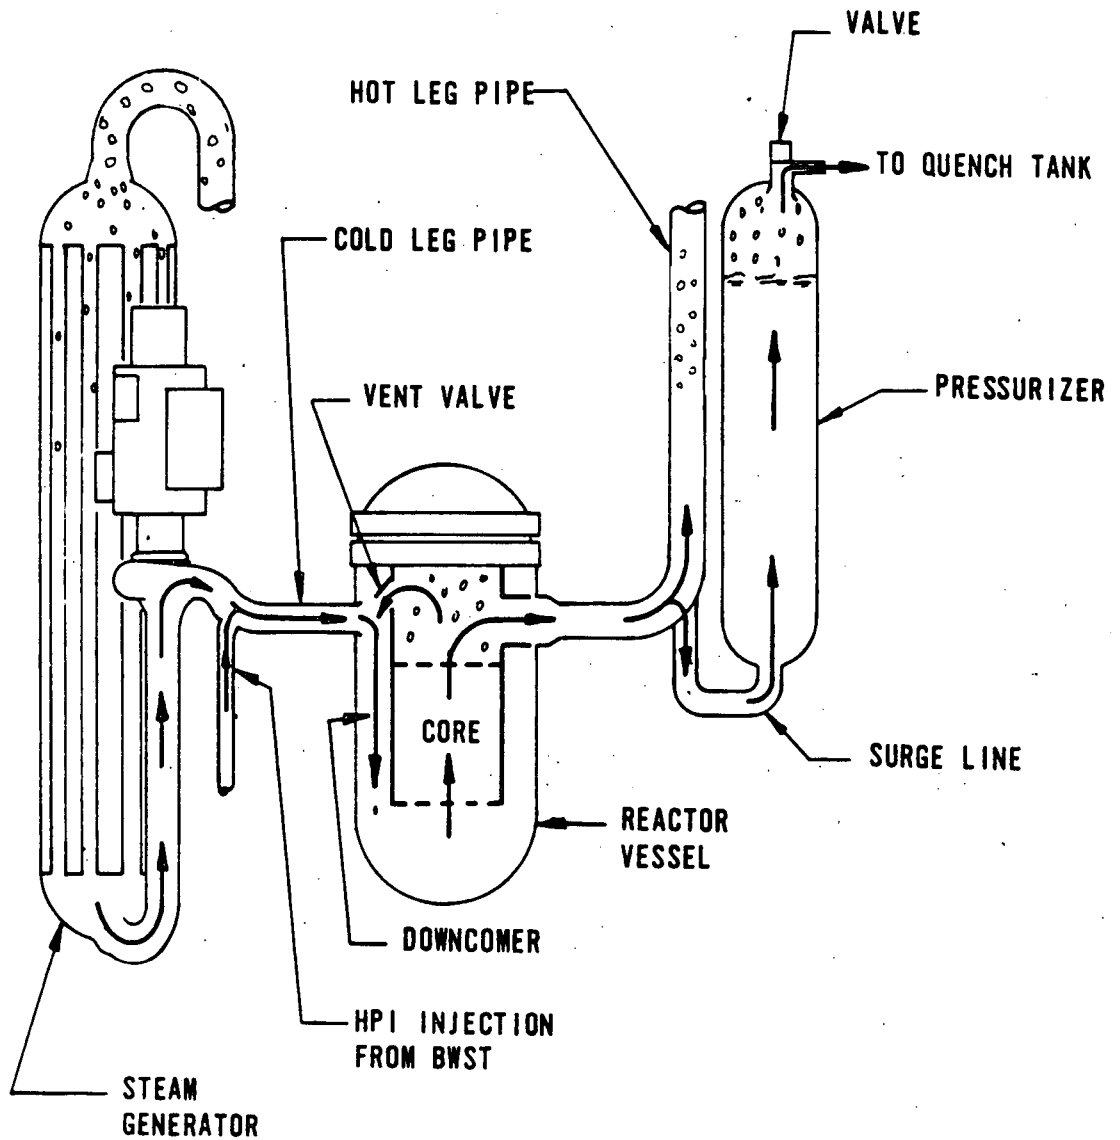 VALVE
HOT LEG PIPE
TO QUENCH TANK
COLD LEG PIPE
VENT VALVE
PRESSURIZER
CORE
SURGE LINE
REACTOR
VESSEL
DOWNCOMER
HPI INJECTION
FROM BWST
STEAM
GENERATOR